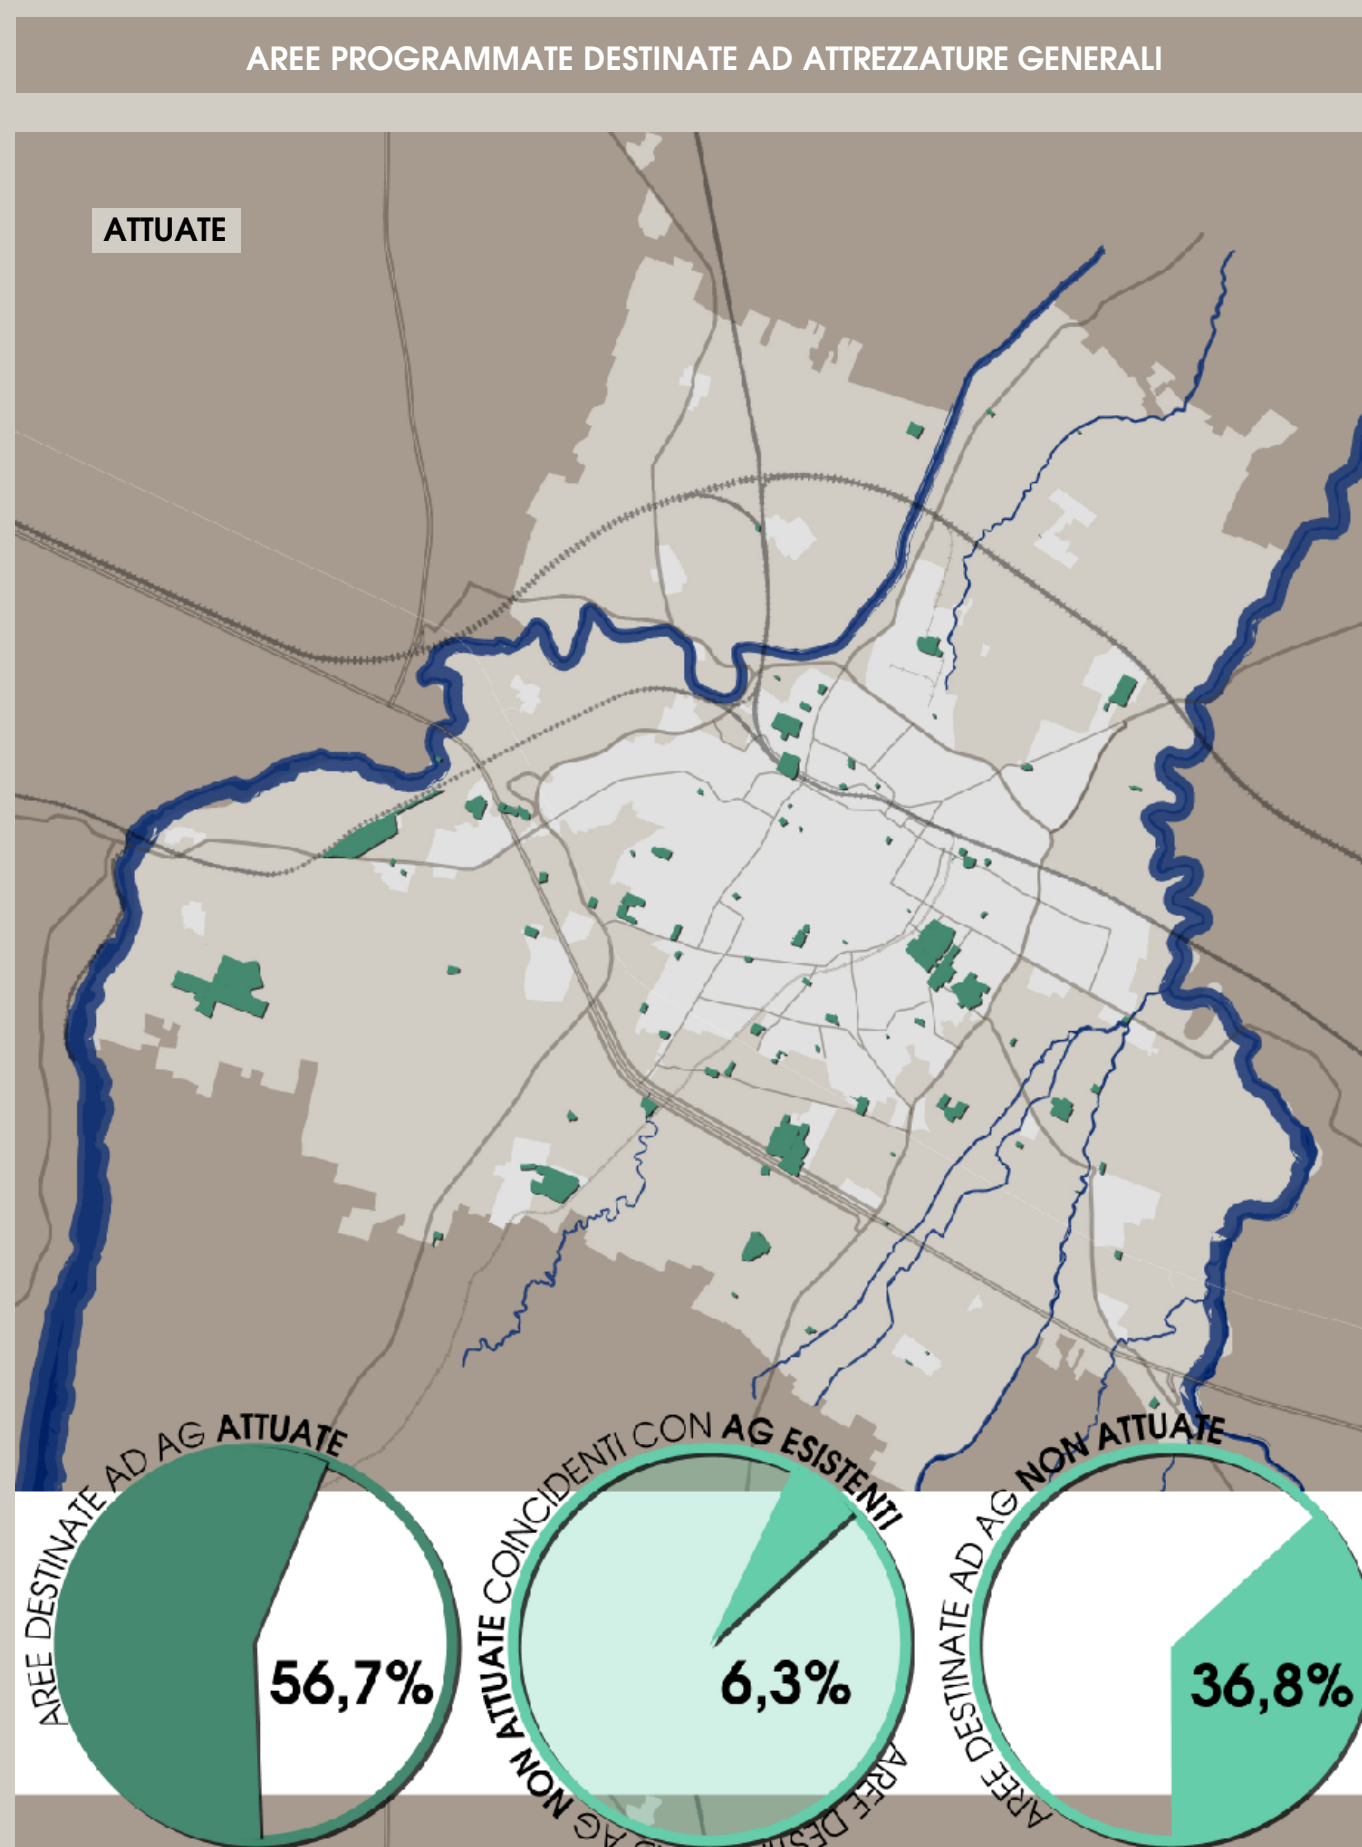 AREE PROGRAMMATE DESTINATE AD ATTREZZATURE GENERALI
ATTUATE
AREE DESTINATE AD AG ATTUATE
56,7%
AREE DESTI
AD AG NON ATTUATE COINCIDENTI CON AG ESISTENTI
6,3%
AREE DESTINATE AD AG NON ATTUATE
36,8%